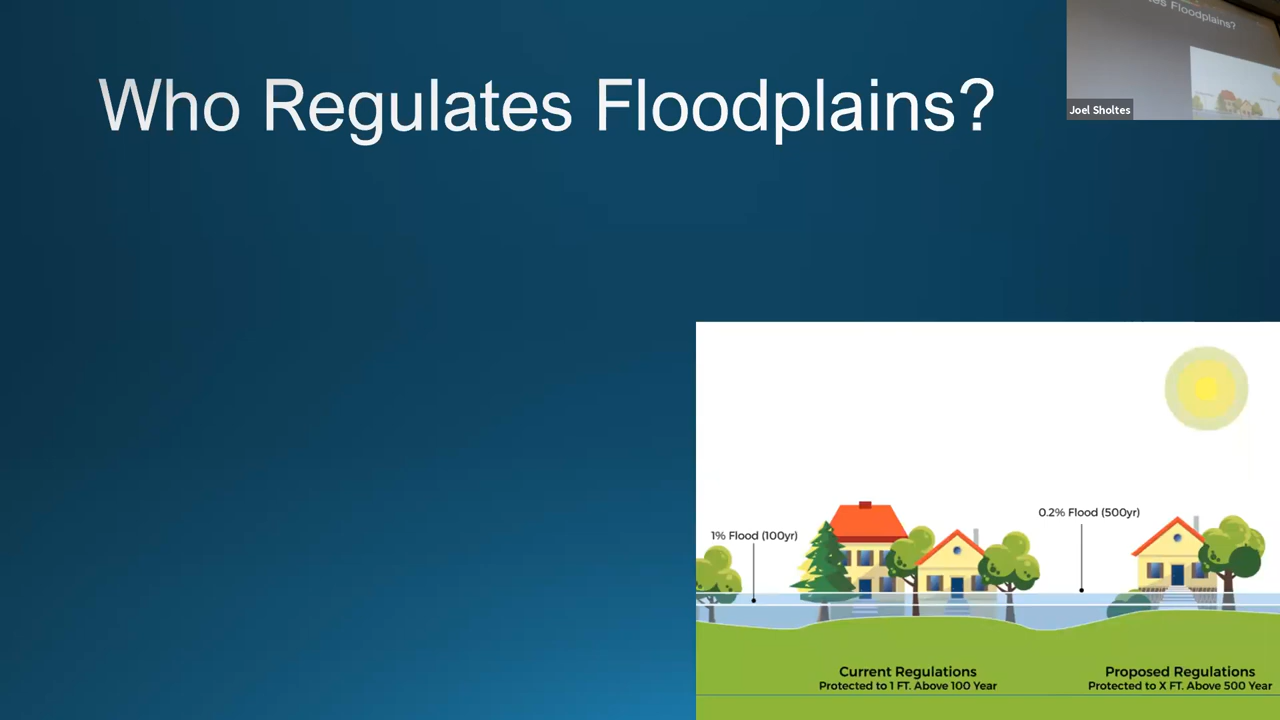 Who Regulates Floodplains?
Floodplains?
Joel Sholtes
0.2% Flood (500yr)
1% Flood (100yr)
Current Regulations
Protected to 1 FT. Above 100 Year
Proposed Regulations
Protected to X FT. Above 500 Year